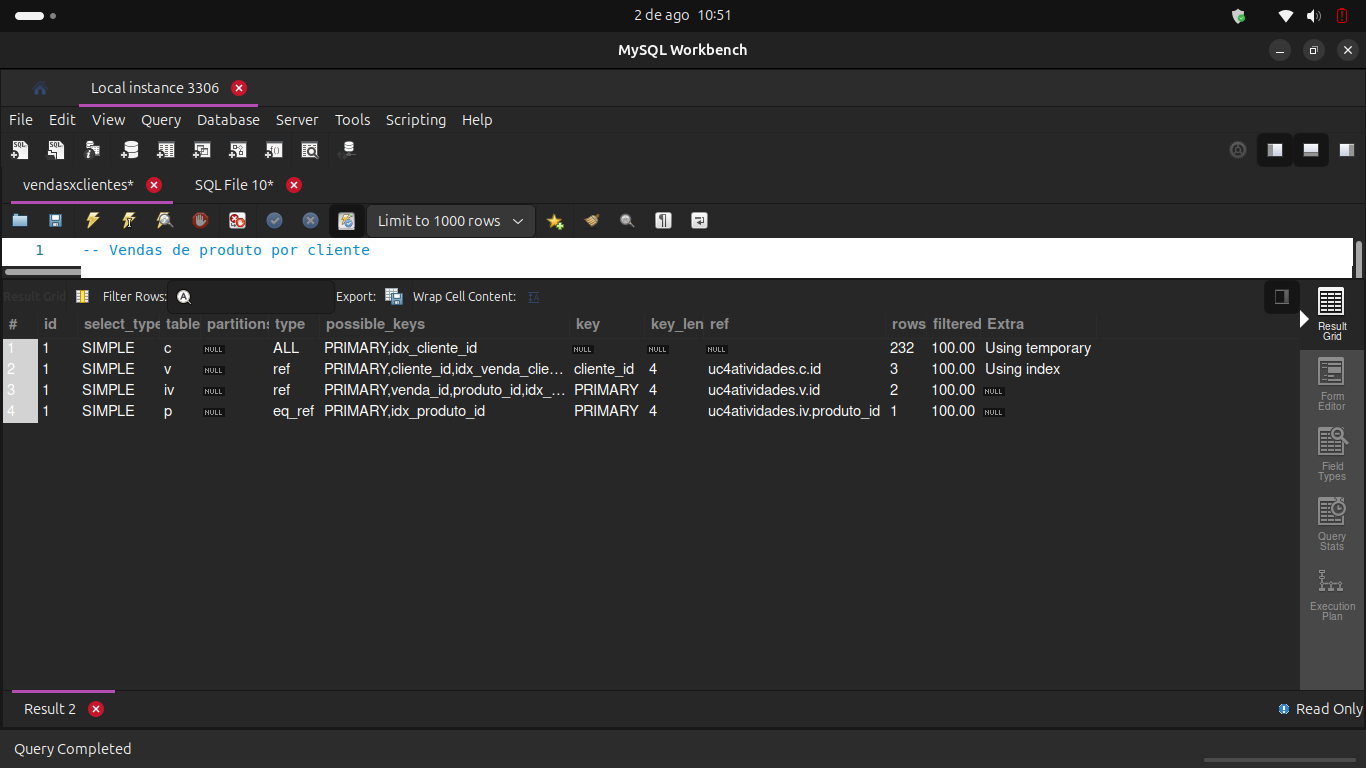 2 de ago 10:51
MySQL Workbench
Local instance 3306
File Edit View Query Database Server Tools Scripting Help
vendasxclientes* SQL File 10*
Limit to 1000 rows
1 -- Vendas de produto por cliente
Result Grid Filter Rows: Export: Wrap Cell Content:
# id select_type table partitions type possible_keys key key_len ref rows filtered Extra
1 1 SIMPLE c NULL ALL PRIMARY,idx_cliente_id NULL NULL NULL 232 100.00 Using temporary
2 1 SIMPLE v NULL ref PRIMARY,cliente_id,idx_venda_clie... cliente_id 4 uc4atividades.c.id 3 100.00 Using index
3 1 SIMPLE iv NULL ref PRIMARY,venda_id,produto_id,idx_... PRIMARY 4 uc4atividades.v.id 2 100.00 NULL
4 1 SIMPLE p NULL eq_ref PRIMARY,idx_produto_id PRIMARY 4 uc4atividades.iv.produto_id 1 100.00 NULL
Result
Grid
Form
Editor
Field
Types
Query
Stats
Execution
Plan
Result 2
Read Only
Query Completed